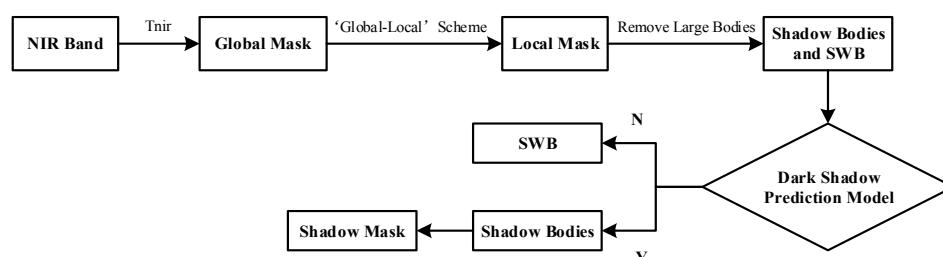 NIR Band
Tnir
Global Mask
‘Global-Local’ Scheme
Local Mask
Remove Large Bodies
Shadow Bodies
and SWB
N
SWB
Dark Shadow
Prediction Model
Shadow Mask
Shadow Bodies
Y